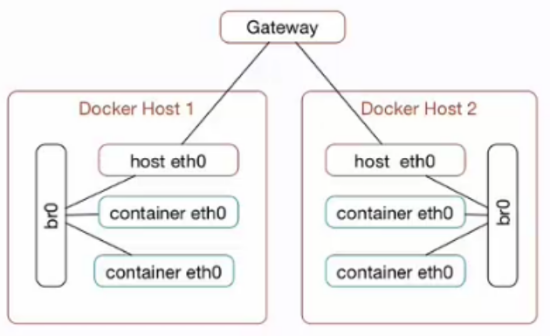 Gateway
Docker Host 1
host eth0
br0
container eth0
container eth0
Docker Host 2
host eth0
container eth0
br0
container eth0